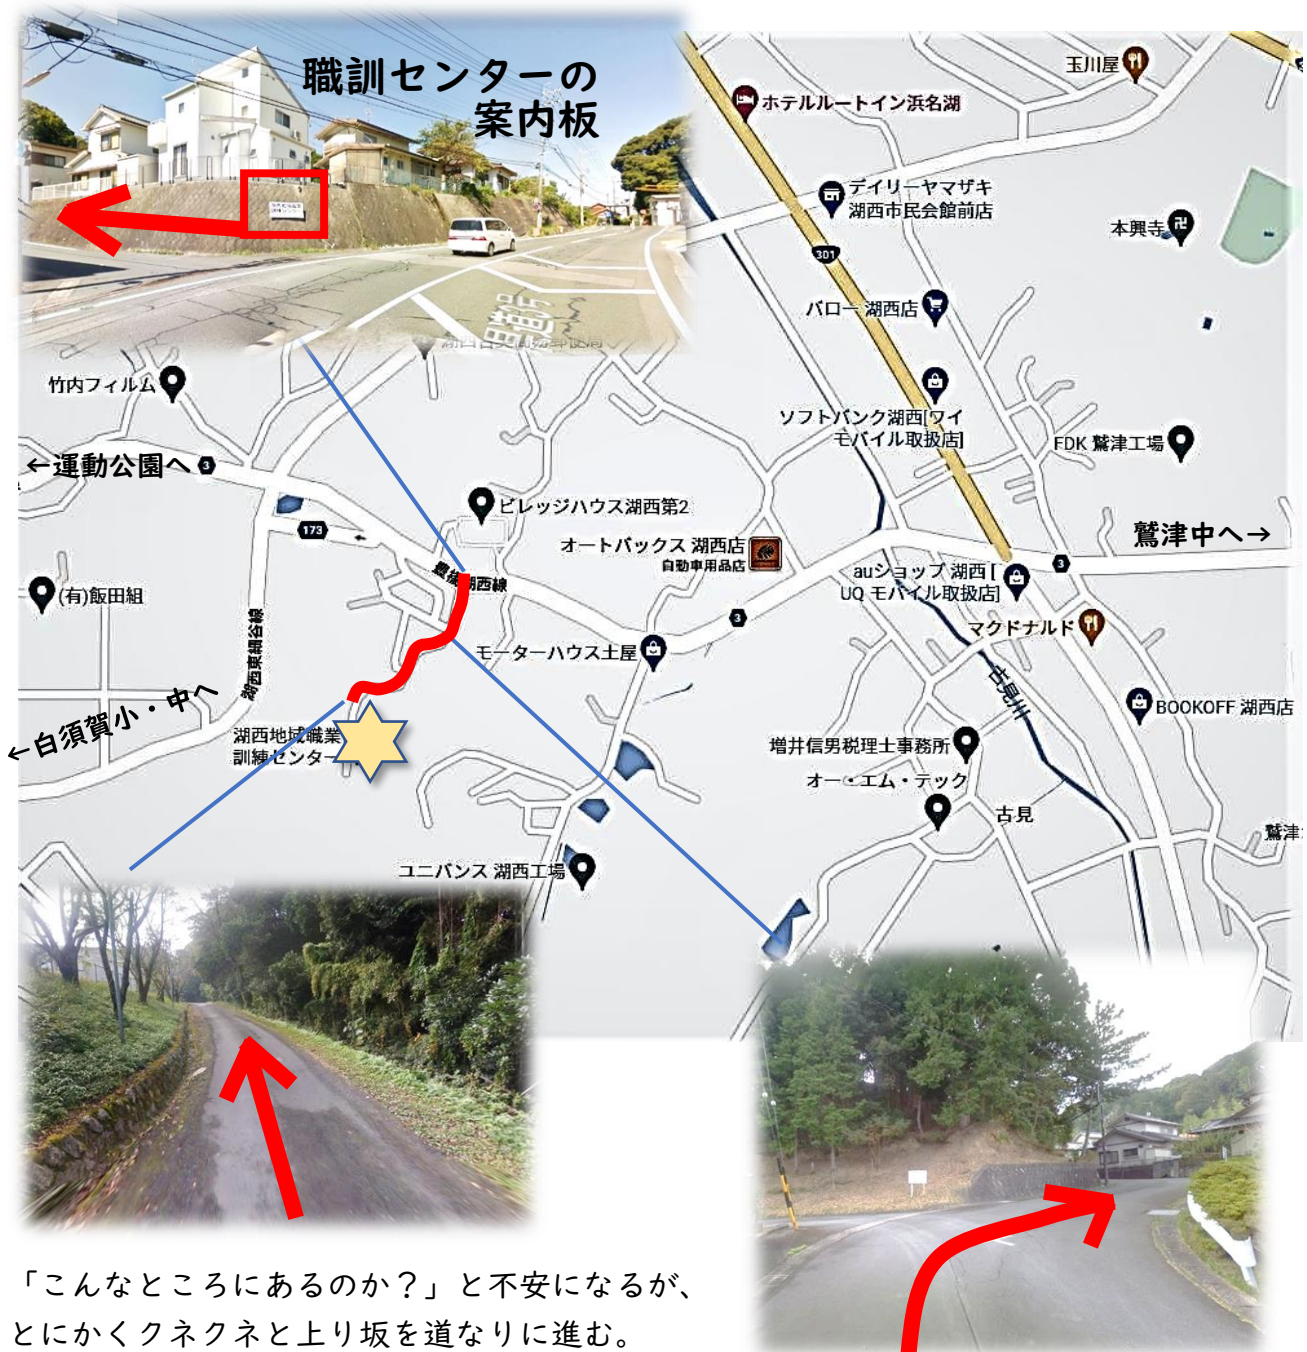 職訓センターの
案内板
玉川屋
ホテルルートイン浜名湖
デイリーヤマザキ
湖西市民会館前店
本興寺
301
バロー 湖西店
竹内フィルム
ソフトバンク湖西[ワイ
モバイル取扱店]
FDK 鷲津工場
←運動公園へ
3
ビレッジハウス湖西第2
173
オートバックス 湖西店
自動車用品店
鷲津中へ→
豊橋湖西線
auショップ 湖西 [
UQ モバイル取扱店]
3
(有)飯田組
3
マクドナルド
湖西東細谷線
モーターハウス土屋
古見川
BOOKOFF 湖西店
←白須賀小・中へ
湖西地域職業
訓練センター
増井信男税理士事務所
オー・エム・テック
古見
鷲津
ユニバンス 湖西工場
「こんなところにあるのか？」と不安になるが、
とにかくクネクネと上り坂を道なりに進む。